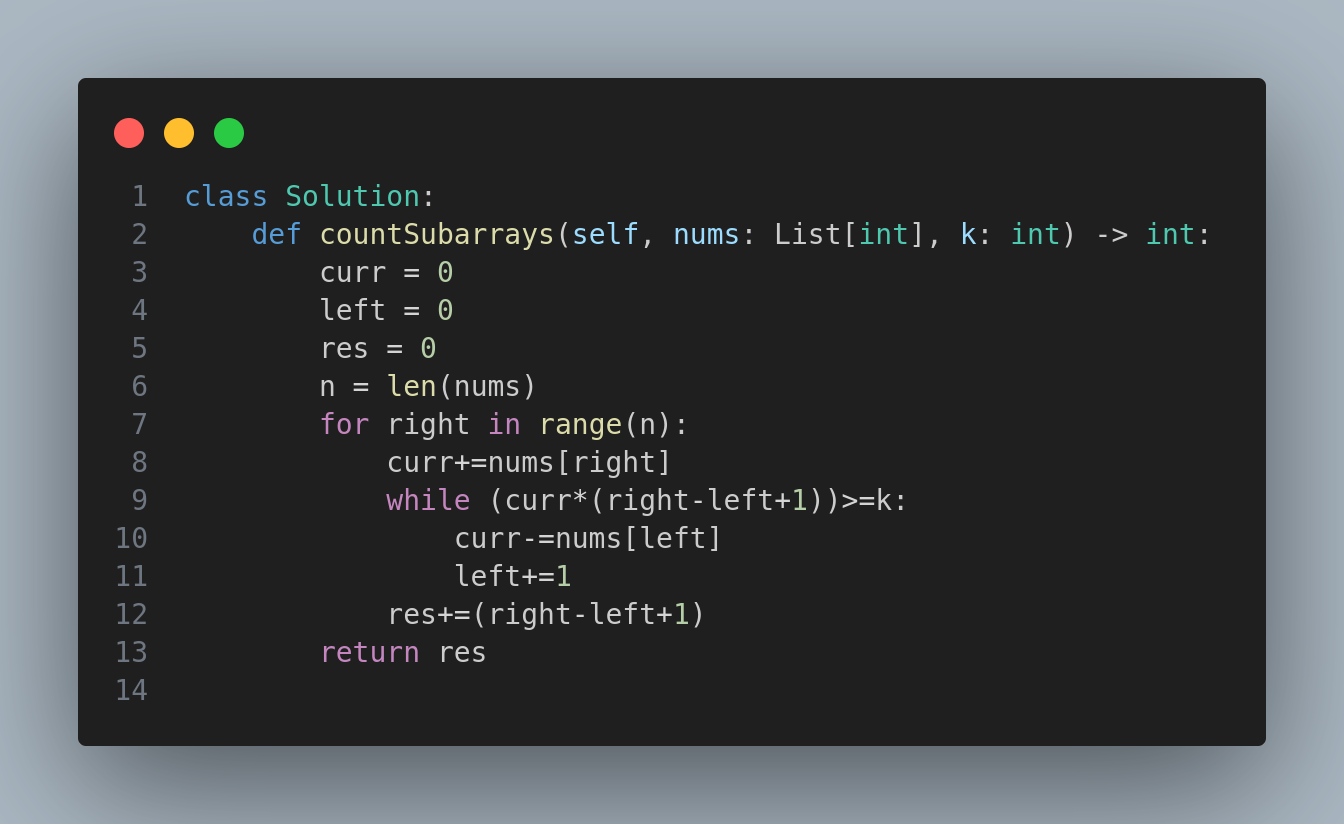 1 class Solution:
2     def countSubarrays(self, nums: List[int], k: int) -> int:
3         curr = 0
4         left = 0
5         res = 0
6         n = len(nums)
7         for right in range(n):
8             curr+=nums[right]
9             while (curr*(right-left+1))>=k:
10                 curr-=nums[left]
11                 left+=1
12             res+=(right-left+1)
13         return res
14